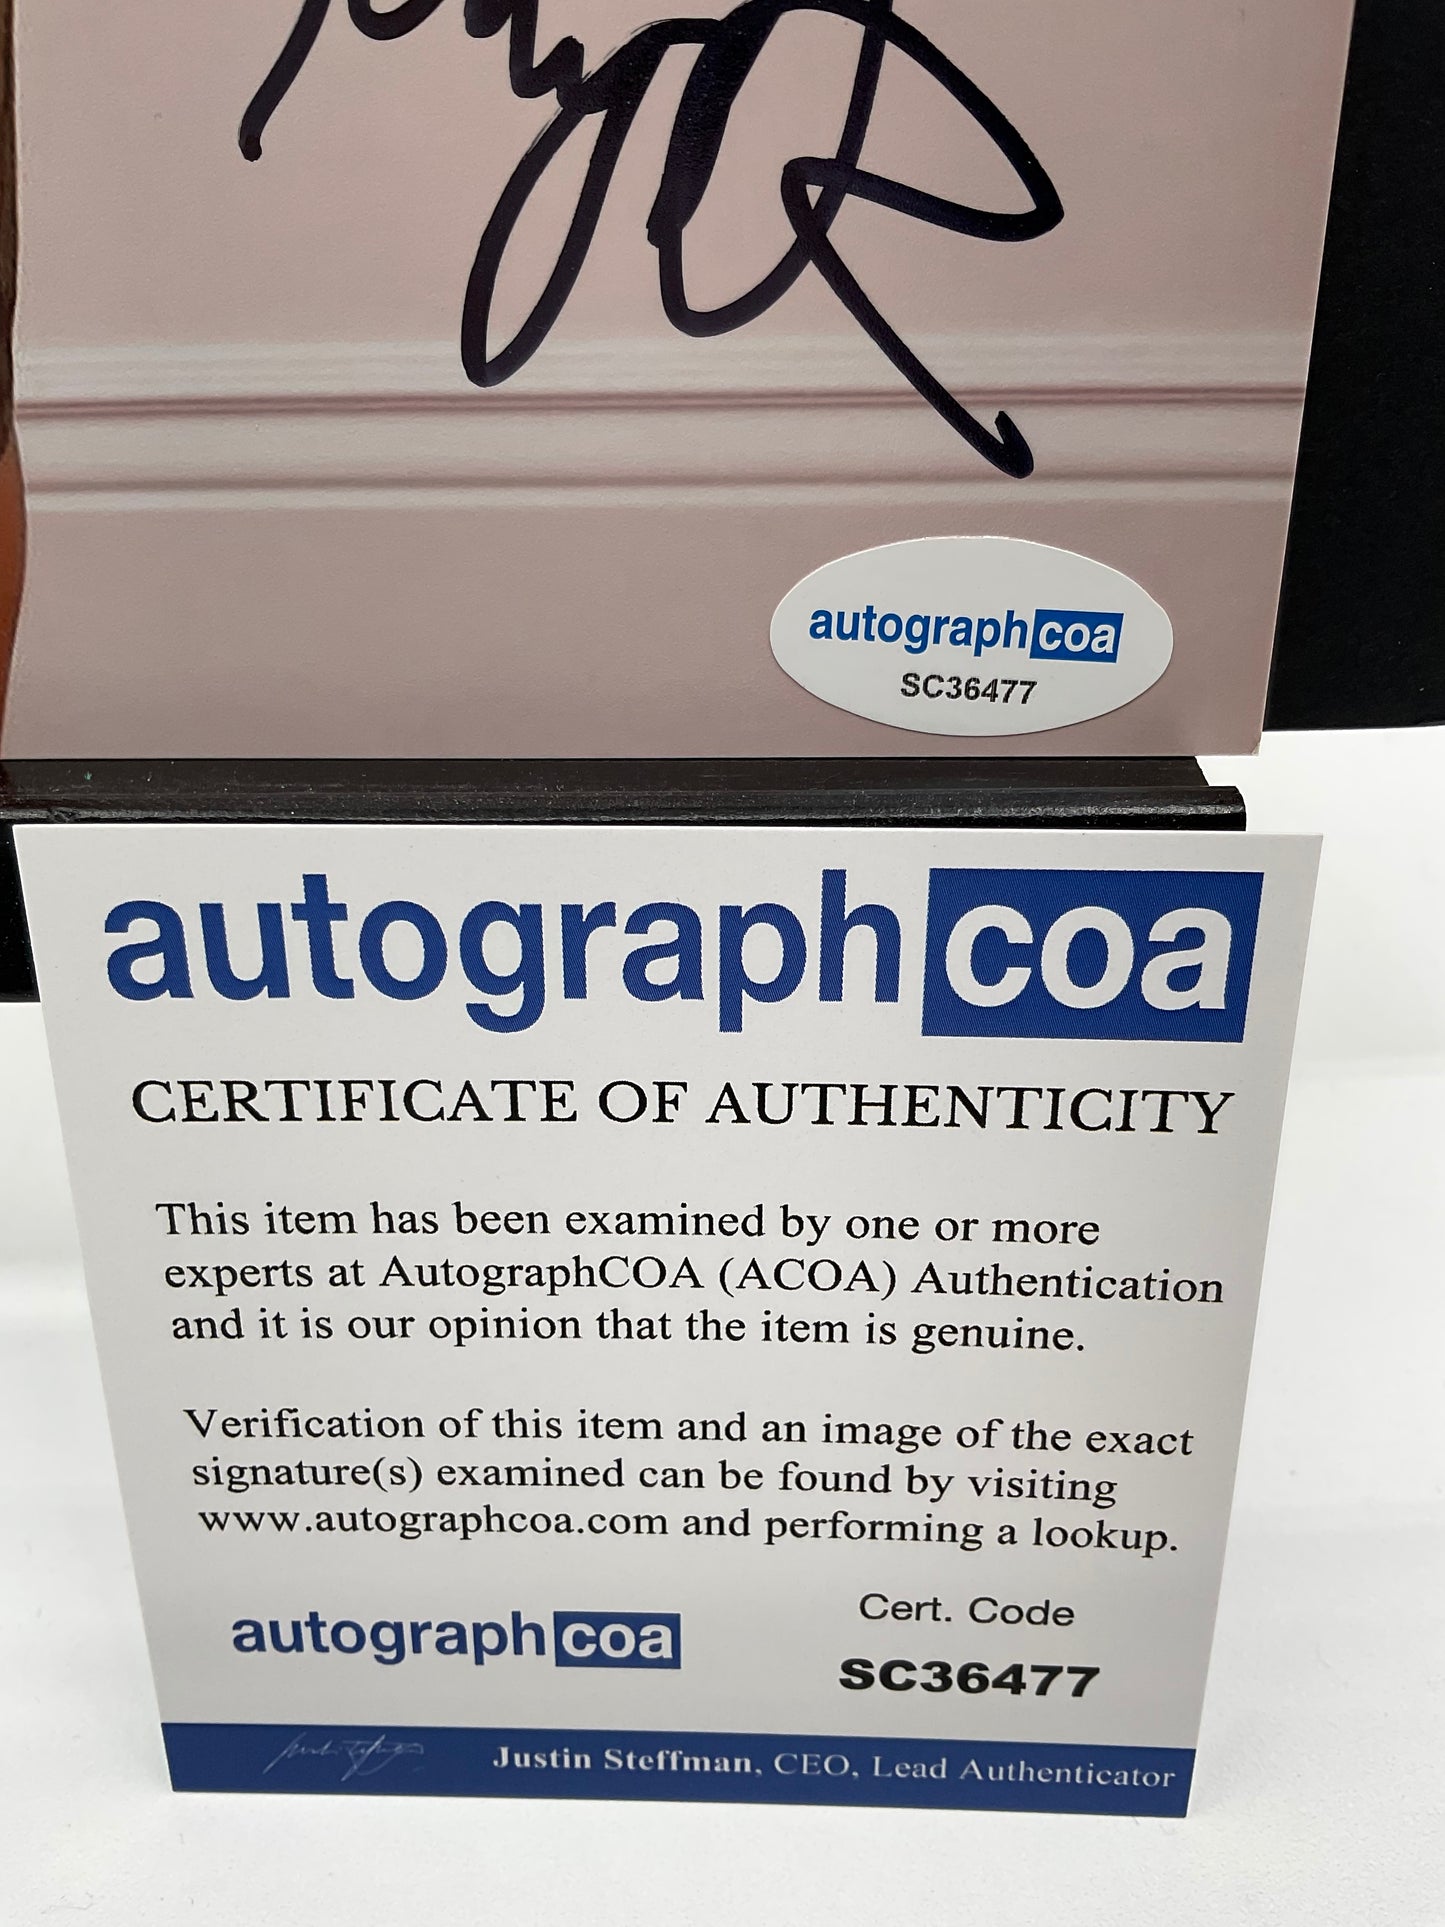 autographcoa
SC36477
autographcoa
CERTIFICATE OF AUTHENTICITY
This item has been examined by one or more
experts at AutographCOA (ACOA) Authentication
and it is our opinion that the item is genuine.
Verification of this item and an image of the exact
signature(s) examined can be found by visiting
www.autographcoa.com and performing a lookup.
autographcoa
Cert. Code
SC36477
Justin Steffman, CEO, Lead Authenticator